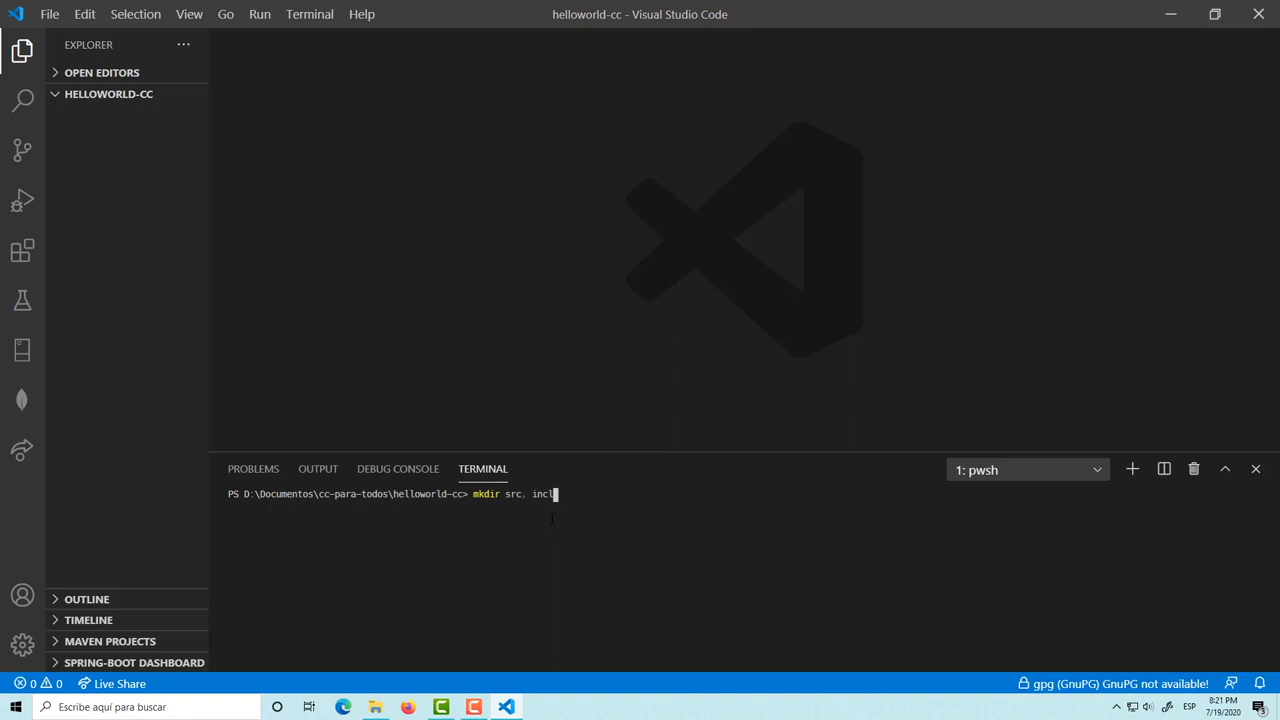 File Edit Selection View Go Run Terminal Help
helloworld-cc - Visual Studio Code
EXPLORER
OPEN EDITORS
HELLOWORLD-CC
PROBLEMS OUTPUT DEBUG CONSOLE TERMINAL
1: pwsh
PS D:\Documentos\cc-para-todos\helloworld-cc> mkdir src, incl
OUTLINE
TIMELINE
MAVEN PROJECTS
SPRING-BOOT DASHBOARD
0 0 Live Share
gpg (GnuPG) GnuPG not available!
Escribe aquí para buscar
ESP
8:21 PM
7/19/2020
3